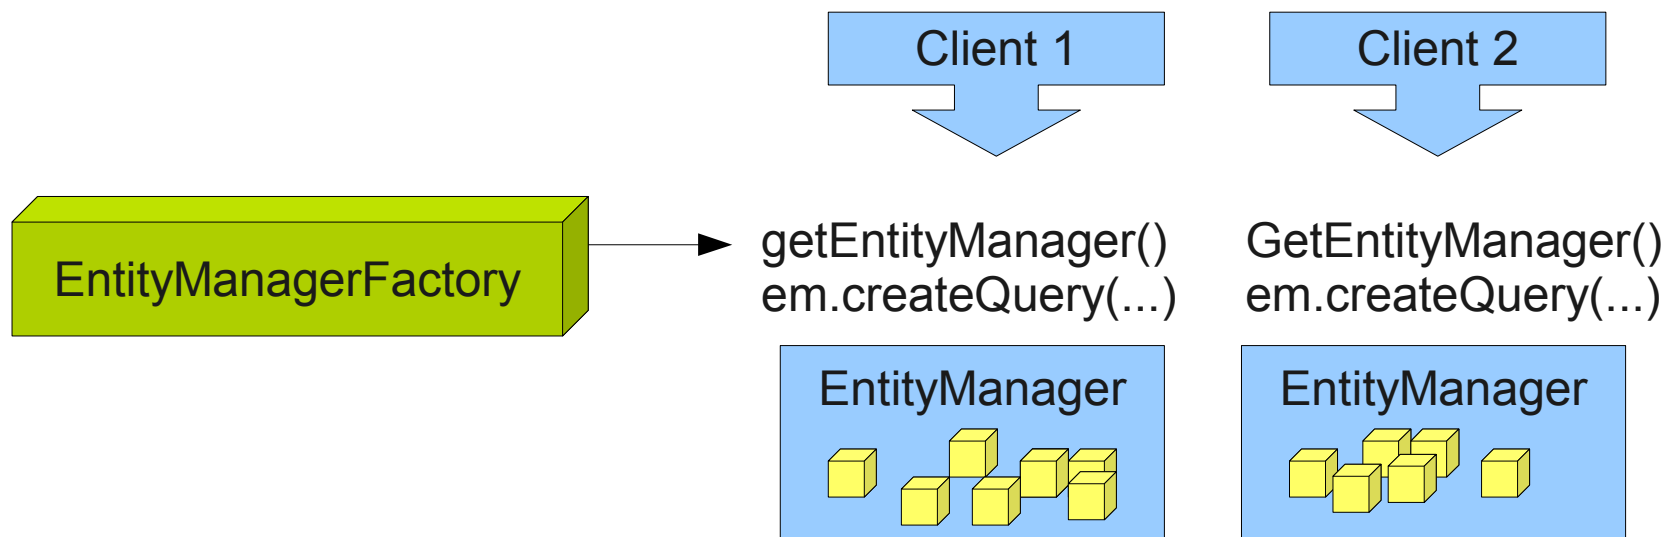 Client 1
Client 2
EntityManagerFactory
getEntityManager()
em.createQuery(...)
GetEntityManager()
em.createQuery(...)
EntityManager
EntityManager